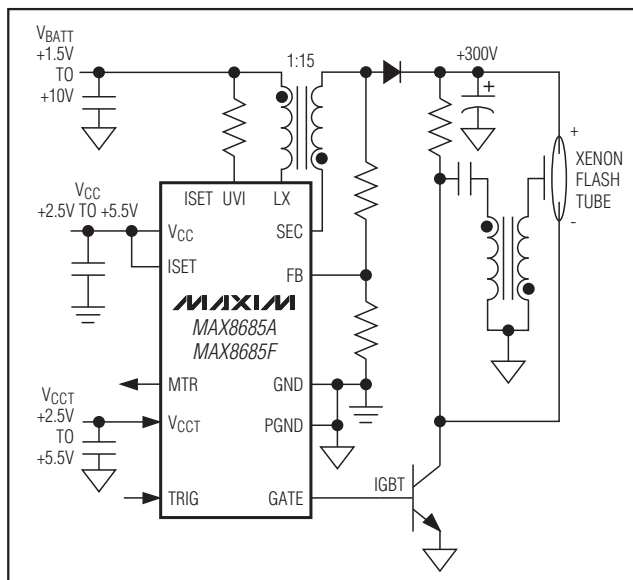 VBATT
+1.5V
TO
+10V
1:15
+300V
+
+
XENON
FLASH
TUBE
-
ISET UVI LX
VCC
+2.5V TO +5.5V
VCC
SEC
ISET
FB
MAXIM
MAX8685A
MAX8685F
MTR
GND
VCCT
+2.5V
TO
+5.5V
VCCT
PGND
TRIG
GATE
IGBT